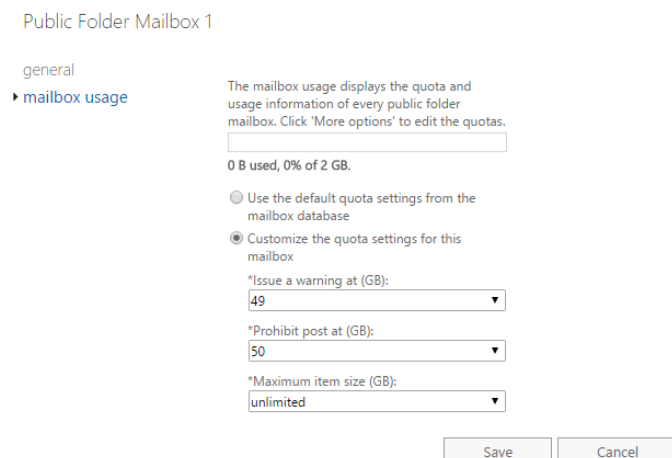 Public Folder Mailbox 1
general
mailbox usage
The mailbox usage displays the quota and
usage information of every public folder
mailbox. Click 'More options' to edit the quotas.
0 B used, 0% of 2 GB.
Use the default quota settings from the
mailbox database
Customize the quota settings for this
mailbox
*Issue a warning at (GB):
49
*Prohibit post at (GB):
50
*Maximum item size (GB):
unlimited
Save Cancel